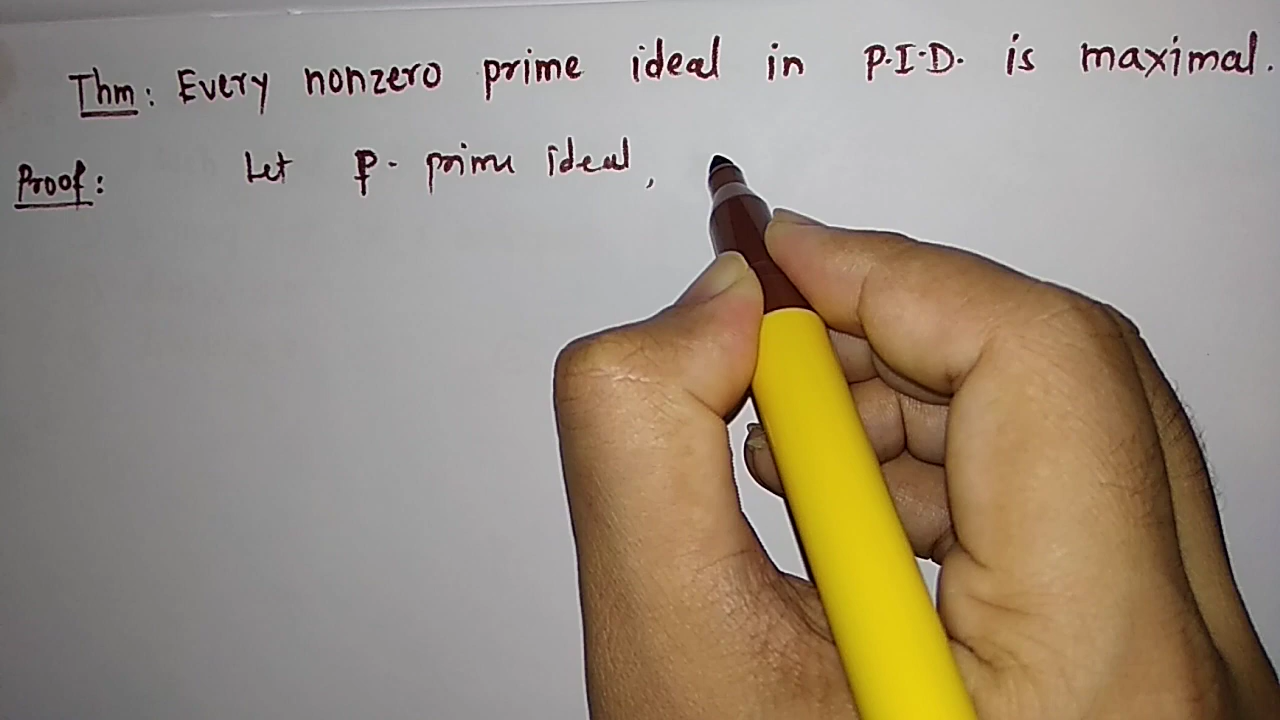 Thm: Every nonzero prime ideal in P.I.D. is maximal.
Proof: Let P - prime ideal,